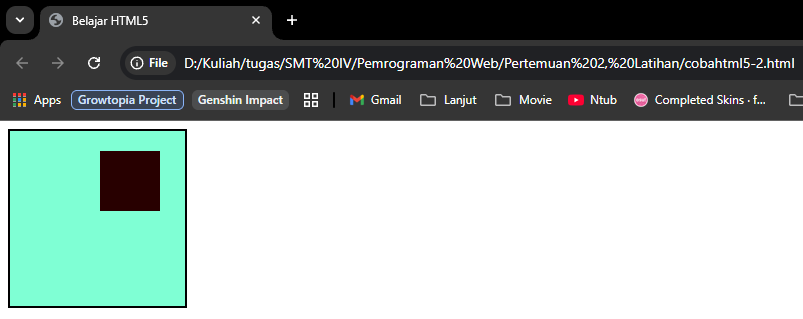 Belajar HTML5
File D:/Kuliah/tugas/SMT%20IV/Pemrograman%20Web/Pertemuan%202,%20Latihan/cobahtml5-2.html
Apps Growtopia Project Genshin Impact Gmail Lanjut Movie Ntub Completed Skins · f...